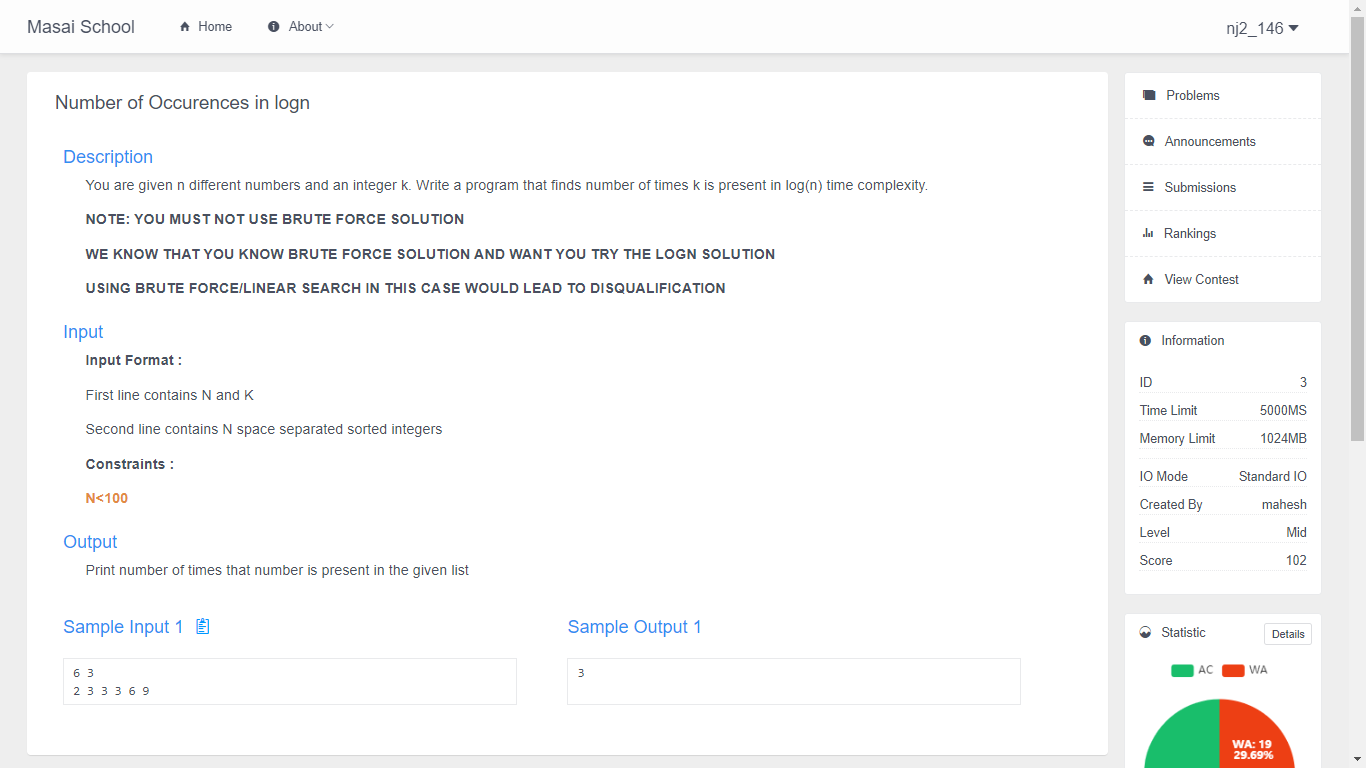 Masai School
Home
About
nj2_146
Number of Occurences in logn
Description
You are given n different numbers and an integer k. Write a program that finds number of times k is present in log(n) time complexity.
NOTE: YOU MUST NOT USE BRUTE FORCE SOLUTION
WE KNOW THAT YOU KNOW BRUTE FORCE SOLUTION AND WANT YOU TRY THE LOGN SOLUTION
USING BRUTE FORCE/LINEAR SEARCH IN THIS CASE WOULD LEAD TO DISQUALIFICATION
Input
Input Format :
First line contains N and K
Second line contains N space separated sorted integers
Constraints :
N<100
Output
Print number of times that number is present in the given list
Sample Input 1
6 3
2 3 3 3 6 9
Sample Output 1
3
Problems
Announcements
Submissions
Rankings
View Contest
Information
ID 3
Time Limit 5000MS
Memory Limit 1024MB
IO Mode Standard IO
Created By mahesh
Level Mid
Score 102
Statistic
Details
AC WA
WA: 19
29.69%